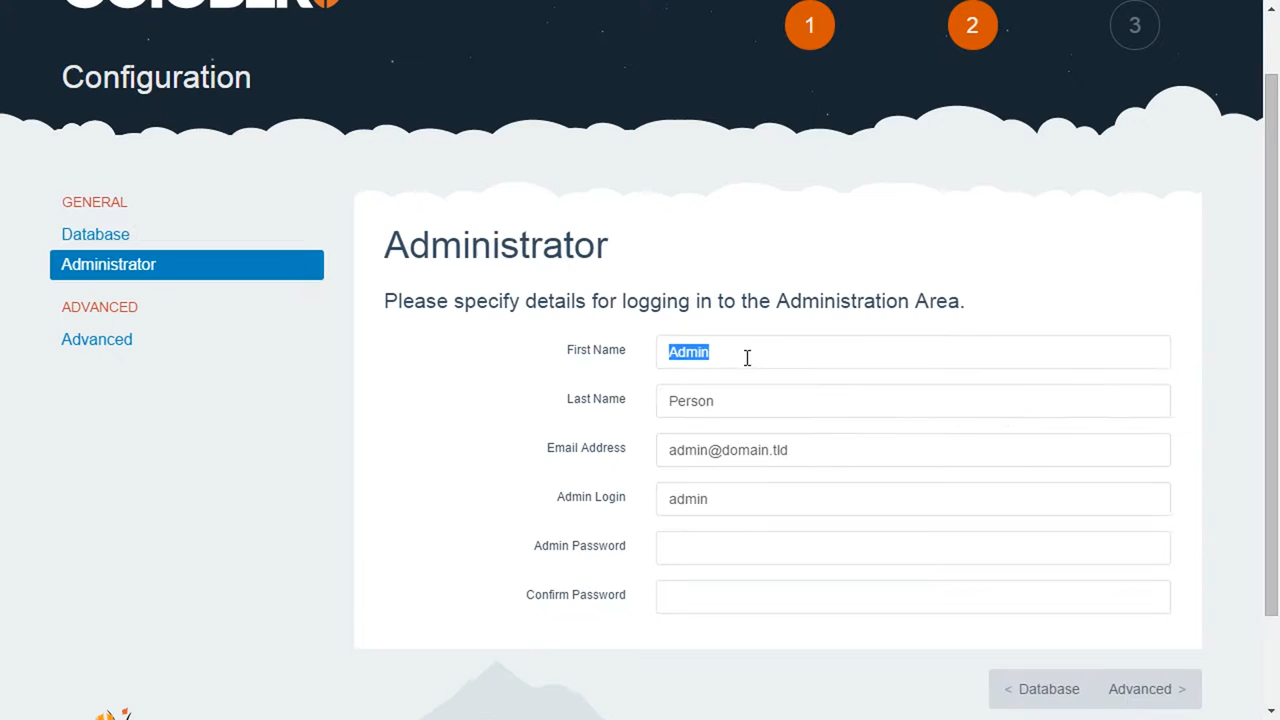 OCTOBER
1 2 3
Configuration
GENERAL
Database
Administrator
ADVANCED
Advanced
Administrator
Please specify details for logging in to the Administration Area.
First Name Admin
Last Name Person
Email Address admin@domain.tld
Admin Login admin
Admin Password
Confirm Password
< Database Advanced >